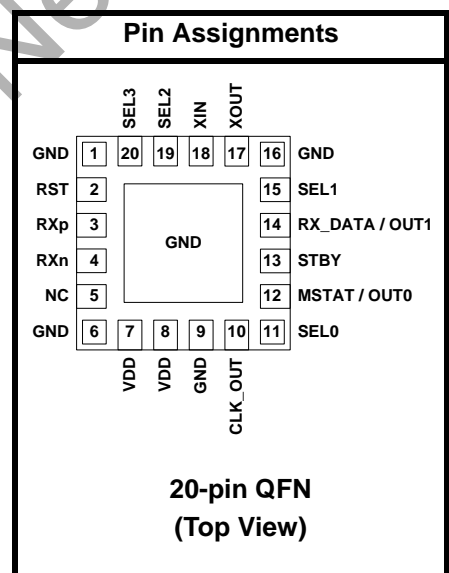 Pin Assignments
SEL3
SEL2
XIN
XOUT
GND 1 20 19 18 17 16 GND
RST 2 15 SEL1
RXp 3 14 RX_DATA / OUT1
GND
RXn 4 13 STBY
NC 5 12 MSTAT / OUT0
GND 6 7 8 9 10 11 SEL0
VDD
VDD
GND
CLK_OUT
20-pin QFN
(Top View)